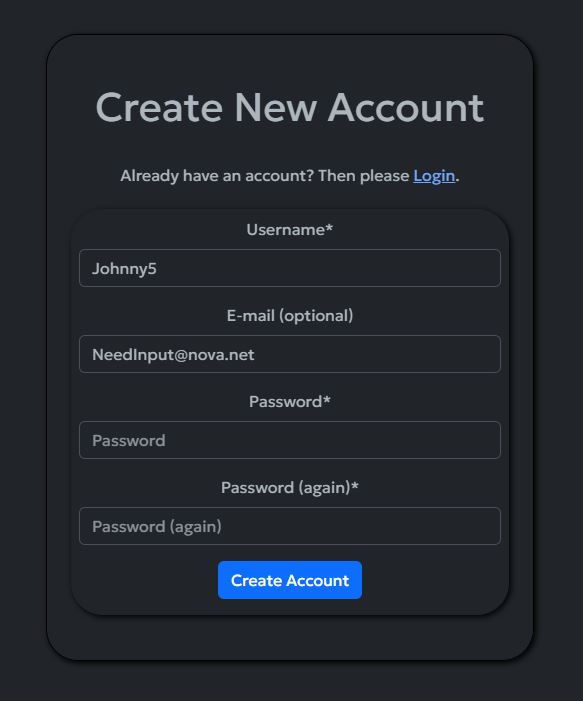 Create New Account
Already have an account? Then please Login.
Username*
Johnny5
E-mail (optional)
NeedInput@nova.net
Password*
Password
Password (again)*
Password (again)
Create Account